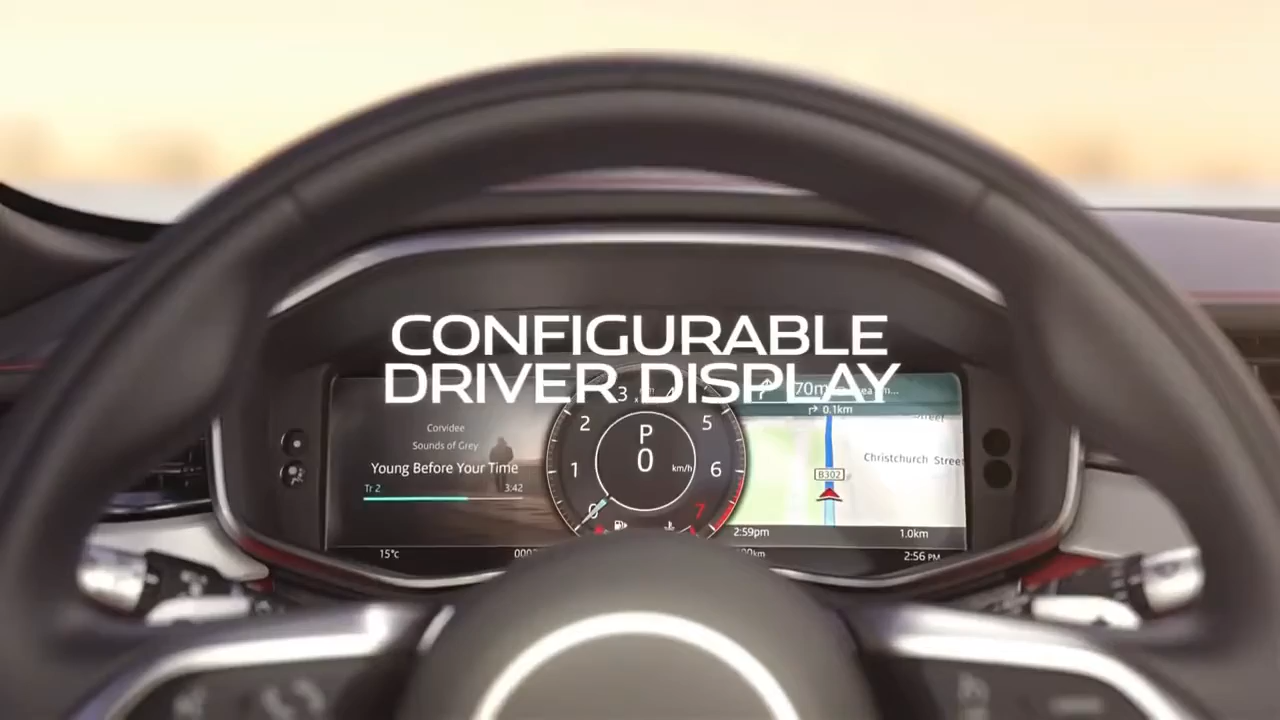 CONFIGURABLE
DRIVER DISPLAY
Corvidee
Sounds of Grey
Young Before Your Time
Tr 2
3:42
15°c
P
0
km/h
0
1
2
3
5
6
7
70m
0.1km
Christchurch Street
B302
2:59pm
1.0km
2:56 PM